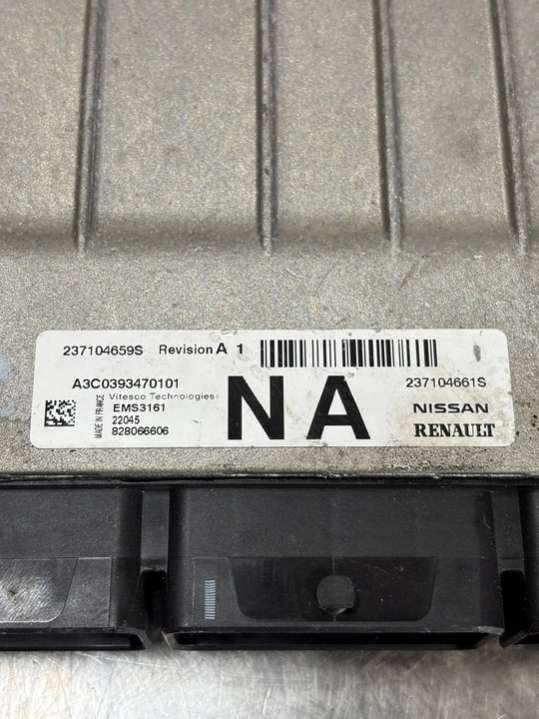 237104659S Revision A 1
A3C0393470101 237104661S
MADE IN FRANCE
Vitesco Technologies
EMS3161
22045
828066606
NA
NISSAN
RENAULT